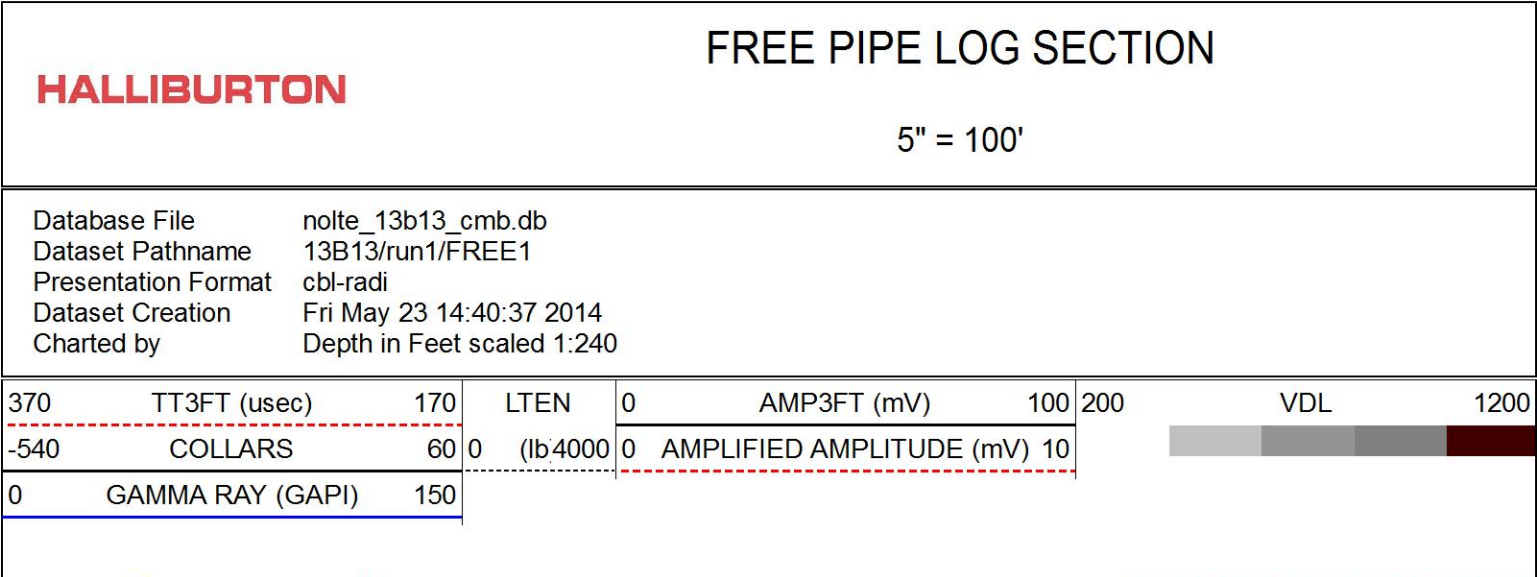 FREE PIPE LOG SECTION
HALLIBURTON
5" = 100'
Database File nolte_13b13_cmb.db
Dataset Pathname 13B13/run1/FREE1
Presentation Format cbl-radi
Dataset Creation Fri May 23 14:40:37 2014
Charted by Depth in Feet scaled 1:240
370 TT3FT (usec) 170 LTEN 0 AMP3FT (mV) 100 200 VDL 1200
-540 COLLARS 60 0 (lb 4000 0 AMPLIFIED AMPLITUDE (mV) 10
0 GAMMA RAY (GAPI) 150